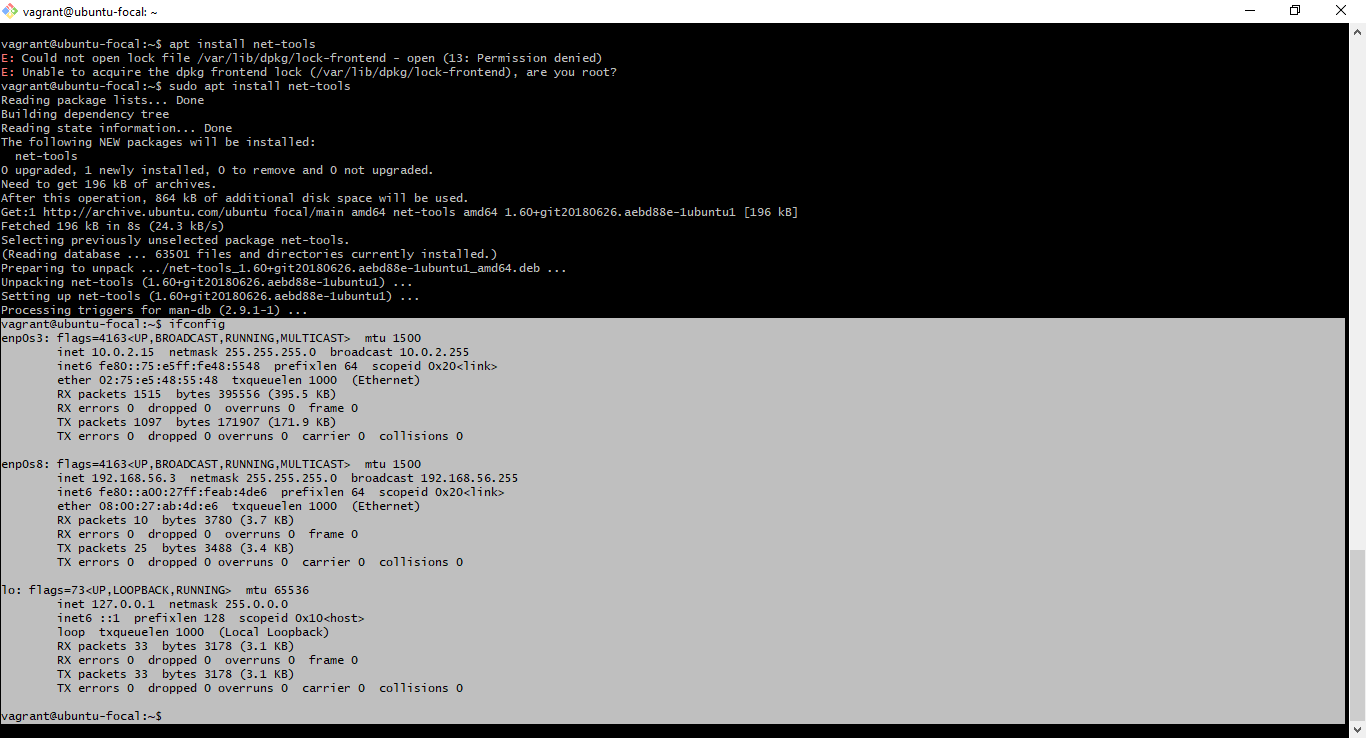 vagrant@ubuntu-focal: ~
vagrant@ubuntu-focal:~$ apt install net-tools
E: Could not open lock file /var/lib/dpkg/lock-frontend - open (13: Permission denied)
E: Unable to acquire the dpkg frontend lock (/var/lib/dpkg/lock-frontend), are you root?
vagrant@ubuntu-focal:~$ sudo apt install net-tools
Reading package lists... Done
Building dependency tree
Reading state information... Done
The following NEW packages will be installed:
  net-tools
0 upgraded, 1 newly installed, 0 to remove and 0 not upgraded.
Need to get 196 kB of archives.
After this operation, 864 kB of additional disk space will be used.
Get:1 http://archive.ubuntu.com/ubuntu focal/main amd64 net-tools amd64 1.60+git20180626.aebd88e-1ubuntu1 [196 kB]
Fetched 196 kB in 8s (24.3 kB/s)
Selecting previously unselected package net-tools.
(Reading database ... 63501 files and directories currently installed.)
Preparing to unpack .../net-tools_1.60+git20180626.aebd88e-1ubuntu1_amd64.deb ...
Unpacking net-tools (1.60+git20180626.aebd88e-1ubuntu1) ...
Setting up net-tools (1.60+git20180626.aebd88e-1ubuntu1) ...
Processing triggers for man-db (2.9.1-1) ...
vagrant@ubuntu-focal:~$ ifconfig
enp0s3: flags=4163<UP,BROADCAST,RUNNING,MULTICAST>  mtu 1500
        inet 10.0.2.15  netmask 255.255.255.0  broadcast 10.0.2.255
        inet6 fe80::75:e5ff:fe48:5548  prefixlen 64  scopeid 0x20<link>
        ether 02:75:e5:48:55:48  txqueuelen 1000  (Ethernet)
        RX packets 1515  bytes 395556 (395.5 KB)
        RX errors 0  dropped 0  overruns 0  frame 0
        TX packets 1097  bytes 171907 (171.9 KB)
        TX errors 0  dropped 0 overruns 0  carrier 0  collisions 0
enp0s8: flags=4163<UP,BROADCAST,RUNNING,MULTICAST>  mtu 1500
        inet 192.168.56.3  netmask 255.255.255.0  broadcast 192.168.56.255
        inet6 fe80::a00:27ff:feab:4de6  prefixlen 64  scopeid 0x20<link>
        ether 08:00:27:ab:4d:e6  txqueuelen 1000  (Ethernet)
        RX packets 10  bytes 3780 (3.7 KB)
        RX errors 0  dropped 0  overruns 0  frame 0
        TX packets 25  bytes 3488 (3.4 KB)
        TX errors 0  dropped 0 overruns 0  carrier 0  collisions 0
lo: flags=73<UP,LOOPBACK,RUNNING>  mtu 65536
        inet 127.0.0.1  netmask 255.0.0.0
        inet6 ::1  prefixlen 128  scopeid 0x10<host>
        loop  txqueuelen 1000  (Local Loopback)
        RX packets 33  bytes 3178 (3.1 KB)
        RX errors 0  dropped 0  overruns 0  frame 0
        TX packets 33  bytes 3178 (3.1 KB)
        TX errors 0  dropped 0 overruns 0  carrier 0  collisions 0
vagrant@ubuntu-focal:~$